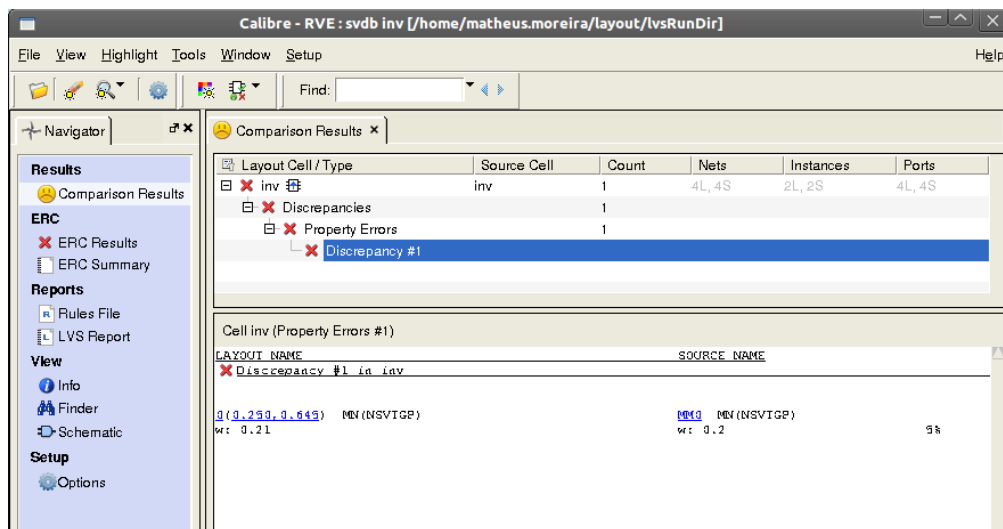 Calibre - RVE : svdb inv [/home/matheus.moreira/layout/lvsRunDir]
File View Highlight Tools Window Setup Help
Find:
Navigator
Results
Comparison Results
ERC
ERC Results
ERC Summary
Reports
Rules File
LVS Report
View
Info
Finder
Schematic
Setup
Options
Comparison Results
Layout Cell / Type Source Cell Count Nets Instances Ports
inv inv 1 4L, 4S 2L, 2S 4L, 4S
Discrepancies 1
Property Errors 1
Discrepancy #1
Cell inv (Property Errors #1)
LAYOUT NAME SOURCE NAME
Discrepancy #1 in inv
0(0.250,0.645) MN(NSVTGP) MM0 MN(NSVTGP)
w: 0.21 w: 0.2 5%